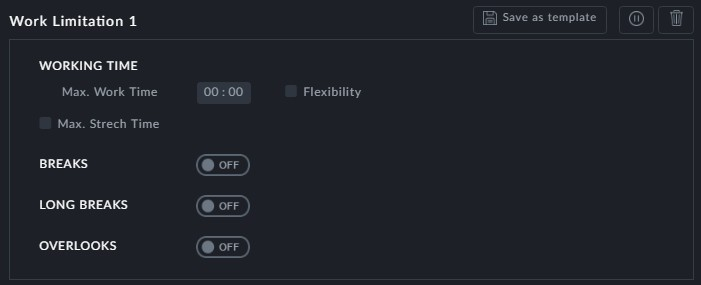 Work Limitation 1
Save as template
WORKING TIME
Max. Work Time 00 : 00 Flexibility
Max. Strech Time
BREAKS OFF
LONG BREAKS OFF
OVERLOOKS OFF